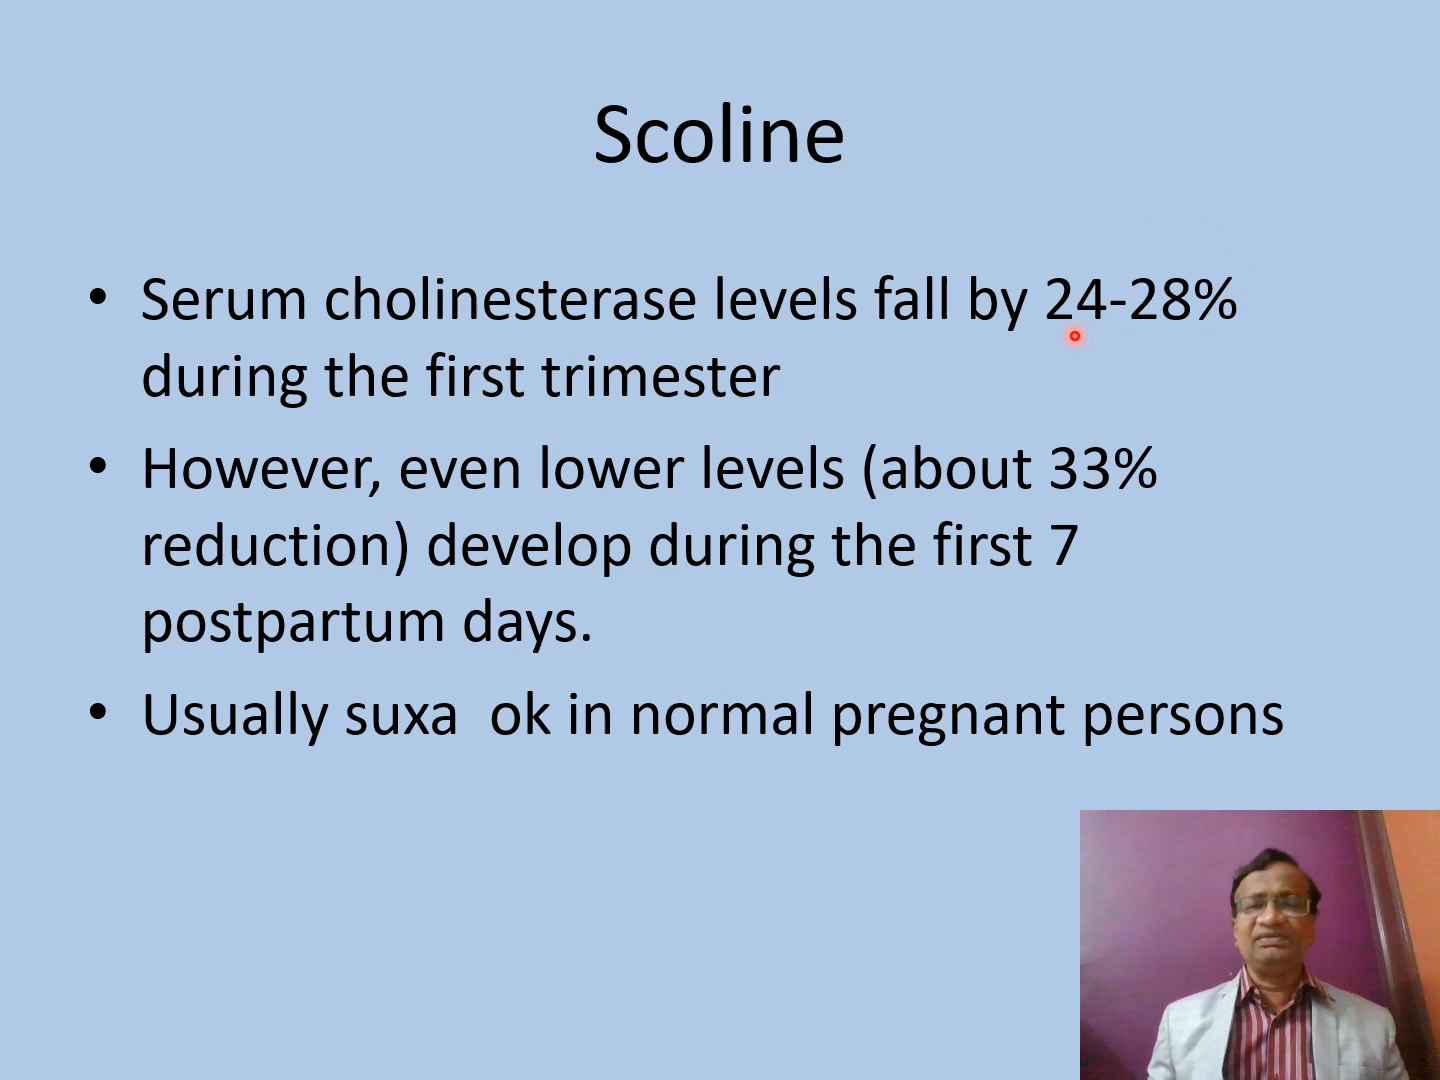 Scoline
• Serum cholinesterase levels fall by 24-28%
during the first trimester
• However, even lower levels (about 33%
reduction) develop during the first 7
postpartum days.
• Usually suxa  ok in normal pregnant persons